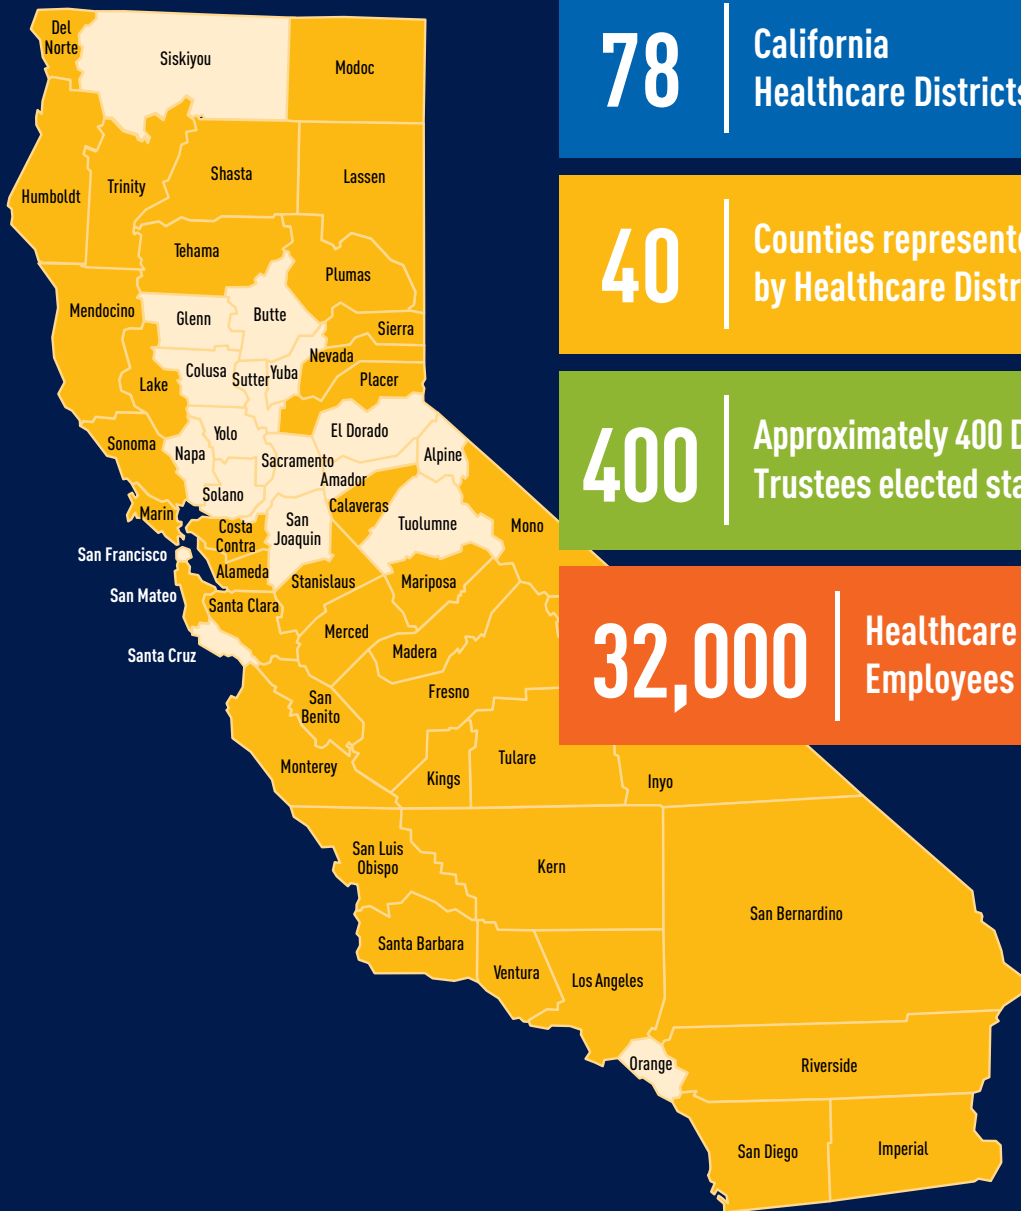 Del
Norte
Siskiyou
Modoc
Humboldt
Trinity
Shasta
Lassen
Tehama
Plumas
Mendocino
Glenn
Butte
Sierra
Nevada
Lake
Colusa
Sutter
Yuba
Placer
Sonoma
Napa
Yolo
El Dorado
Sacramento
Alpine
Amador
Solano
Calaveras
Marin
Costa
Contra
San
Joaquin
Tuolumne
Mono
San Francisco
Alameda
Stanislaus
Mariposa
San Mateo
Santa Clara
Merced
Madera
Santa Cruz
San
Benito
Fresno
Monterey
Kings
Tulare
Inyo
San Luis
Obispo
Kern
San Bernardino
Santa Barbara
Ventura
Los Angeles
Orange
Riverside
San Diego
Imperial
78
California
Healthcare Districts
40
Counties represente
by Healthcare Distr
400
Approximately 400 D
Trustees elected sta
32,000
Healthcare
Employees